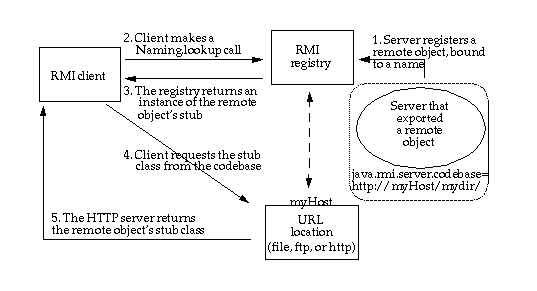 2. Client makes a
Naming.lookup call
RMI
registry
1. Server registers a
remote object, bound
to a name
RMI client
3. The registry returns an
instance of the remote
object's stub
Server that
exported
a remote
object
4. Client requests the stub
class from the codebase
java.rmi.server.codebase=
http://myHost/mydir/
myHost
URL
location
(file, ftp, or http)
5. The HTTP server returns
the remote object's stub class